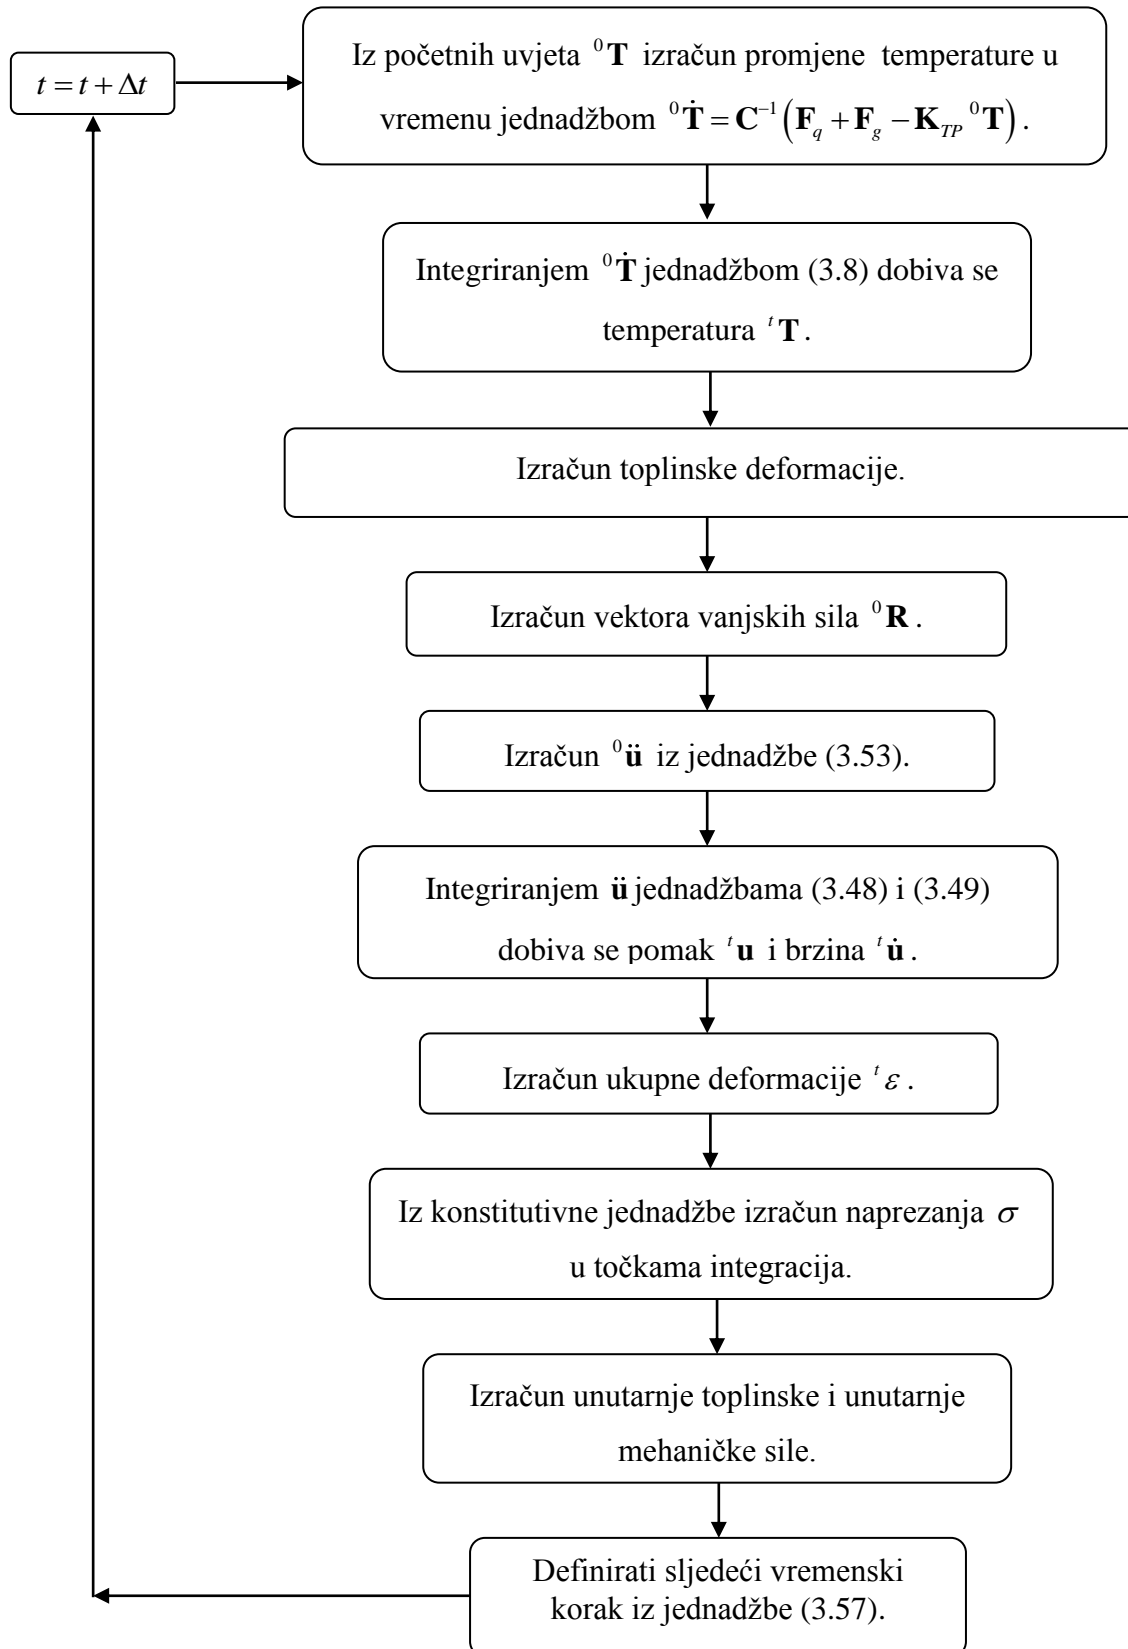 t = t + Δt
Iz početnih uvjeta ⁰T izračun promjene temperature u
vremenu jednadžbom ⁰Ṫ = C⁻¹(F_q + F_g − K_TP ⁰T).
Integriranjem ⁰Ṫ jednadžbom (3.8) dobiva se
temperatura ᵗT.
Izračun toplinske deformacije.
Izračun vektora vanjskih sila ⁰R.
Izračun ⁰ü iz jednadžbe (3.53).
Integriranjem ü jednadžbama (3.48) i (3.49)
dobiva se pomak ᵗu i brzina ᵗu̇.
Izračun ukupne deformacije ᵗε.
Iz konstitutivne jednadžbe izračun naprezanja σ
u točkama integracija.
Izračun unutarnje toplinske i unutarnje
mehaničke sile.
Definirati sljedeći vremenski
korak iz jednadžbe (3.57).